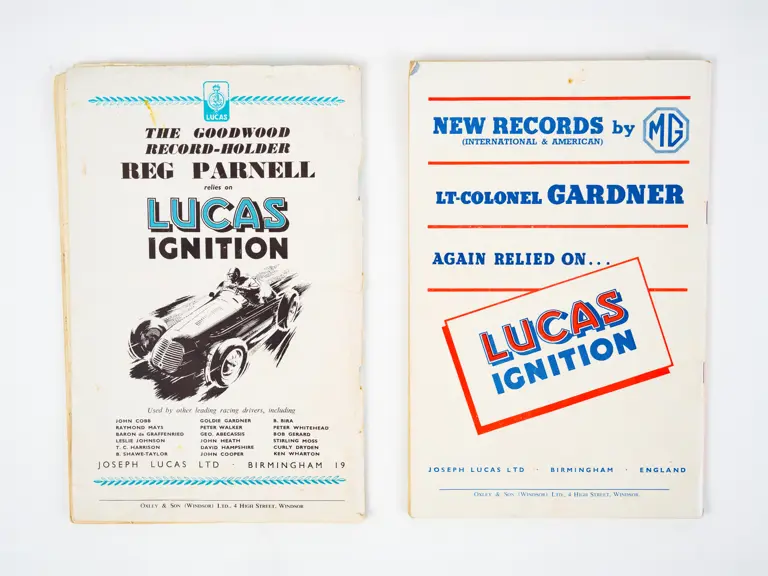 LUCAS
THE GOODWOOD
RECORD-HOLDER
REG PARNELL
relies on
LUCAS
IGNITION
Used by other leading racing drivers, including
JOHN COBB
RAYMOND MAYS
BARON de GRAFFENRIED
LESLIE JOHNSON
T. C. HARRISON
B. SHAWE-TAYLOR
GOLDIE GARDNER
PETER WALKER
GEO. ABECASSIS
JOHN HEATH
DAVID HAMPSHIRE
JOHN COOPER
B. BIRA
PETER WHITEHEAD
BOB GERARD
STIRLING MOSS
CURLY DRYDEN
KEN WHARTON
JOSEPH LUCAS LTD · BIRMINGHAM 19
OXLEY & SON (WINDSOR) LTD., 4 HIGH STREET, WINDSOR
NEW RECORDS by MG
(INTERNATIONAL & AMERICAN)
LT-COLONEL GARDNER
AGAIN RELIED ON...
LUCAS
IGNITION
JOSEPH LUCAS LTD · BIRMINGHAM · ENGLAND
OXLEY & SON (WINDSOR) LTD., 4 HIGH STREET, WINDSOR.